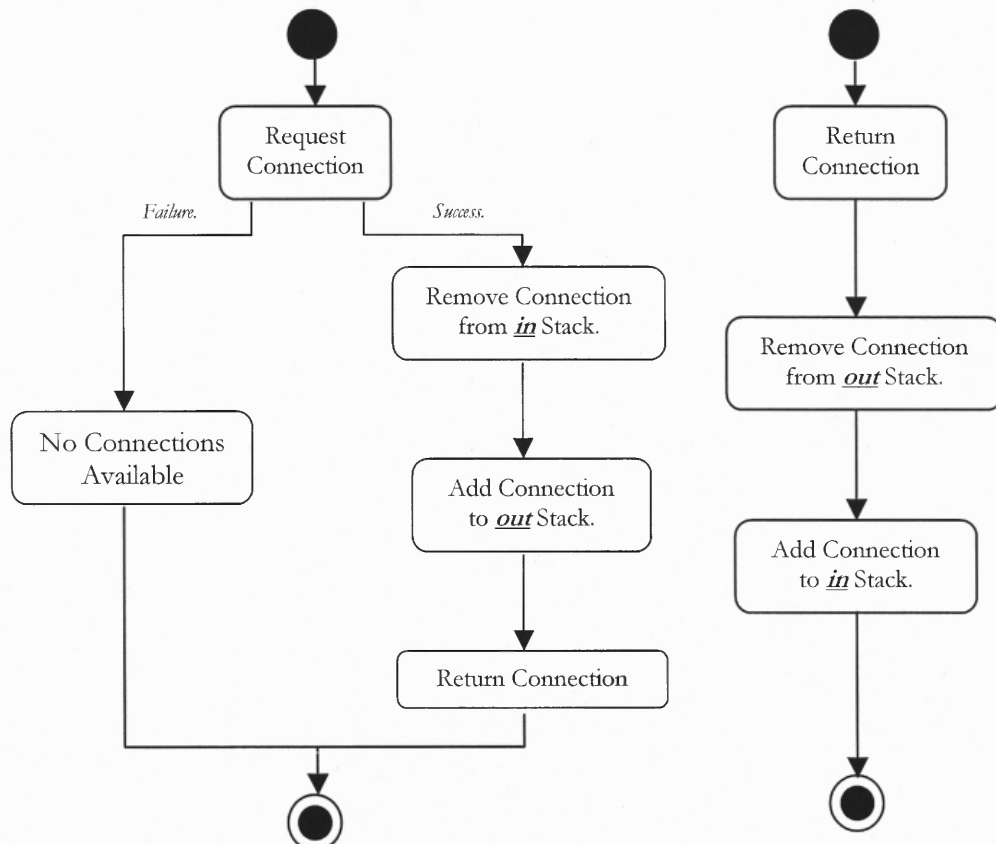 Request
Connection
Failure.
Success.
Remove Connection
from in Stack.
No Connections
Available
Add Connection
to out Stack.
Return Connection
Return
Connection
Remove Connection
from out Stack.
Add Connection
to in Stack.